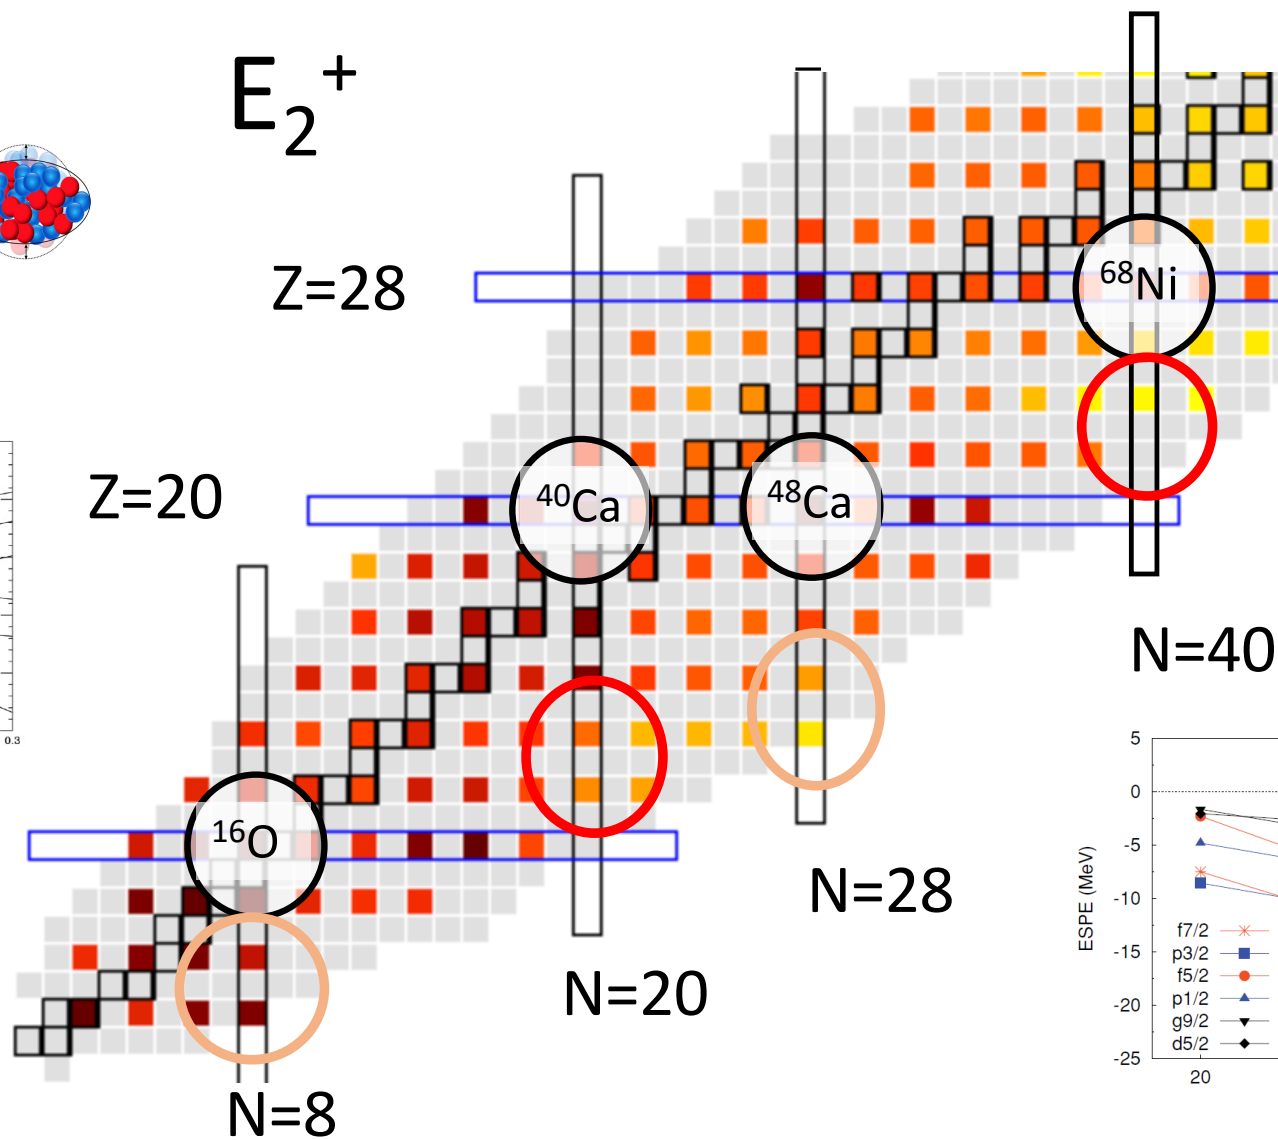 E₂⁺
Z=28
⁶⁸Ni
Z=20
⁴⁰Ca
⁴⁸Ca
N=40
0.3
¹⁶O
N=28
N=20
N=8
5
0
-5
-10
-15
-20
-25
ESPE (MeV)
f7/2
p3/2
f5/2
p1/2
g9/2
d5/2
20